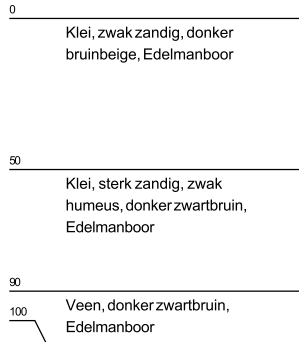 0
Klei, zwak zandig, donker
bruinbeige, Edelmanboor
50
Klei, sterk zandig, zwak
humeus, donker zwartbruin,
Edelmanboor
90
Veen, donker zwartbruin,
100
Edelmanboor